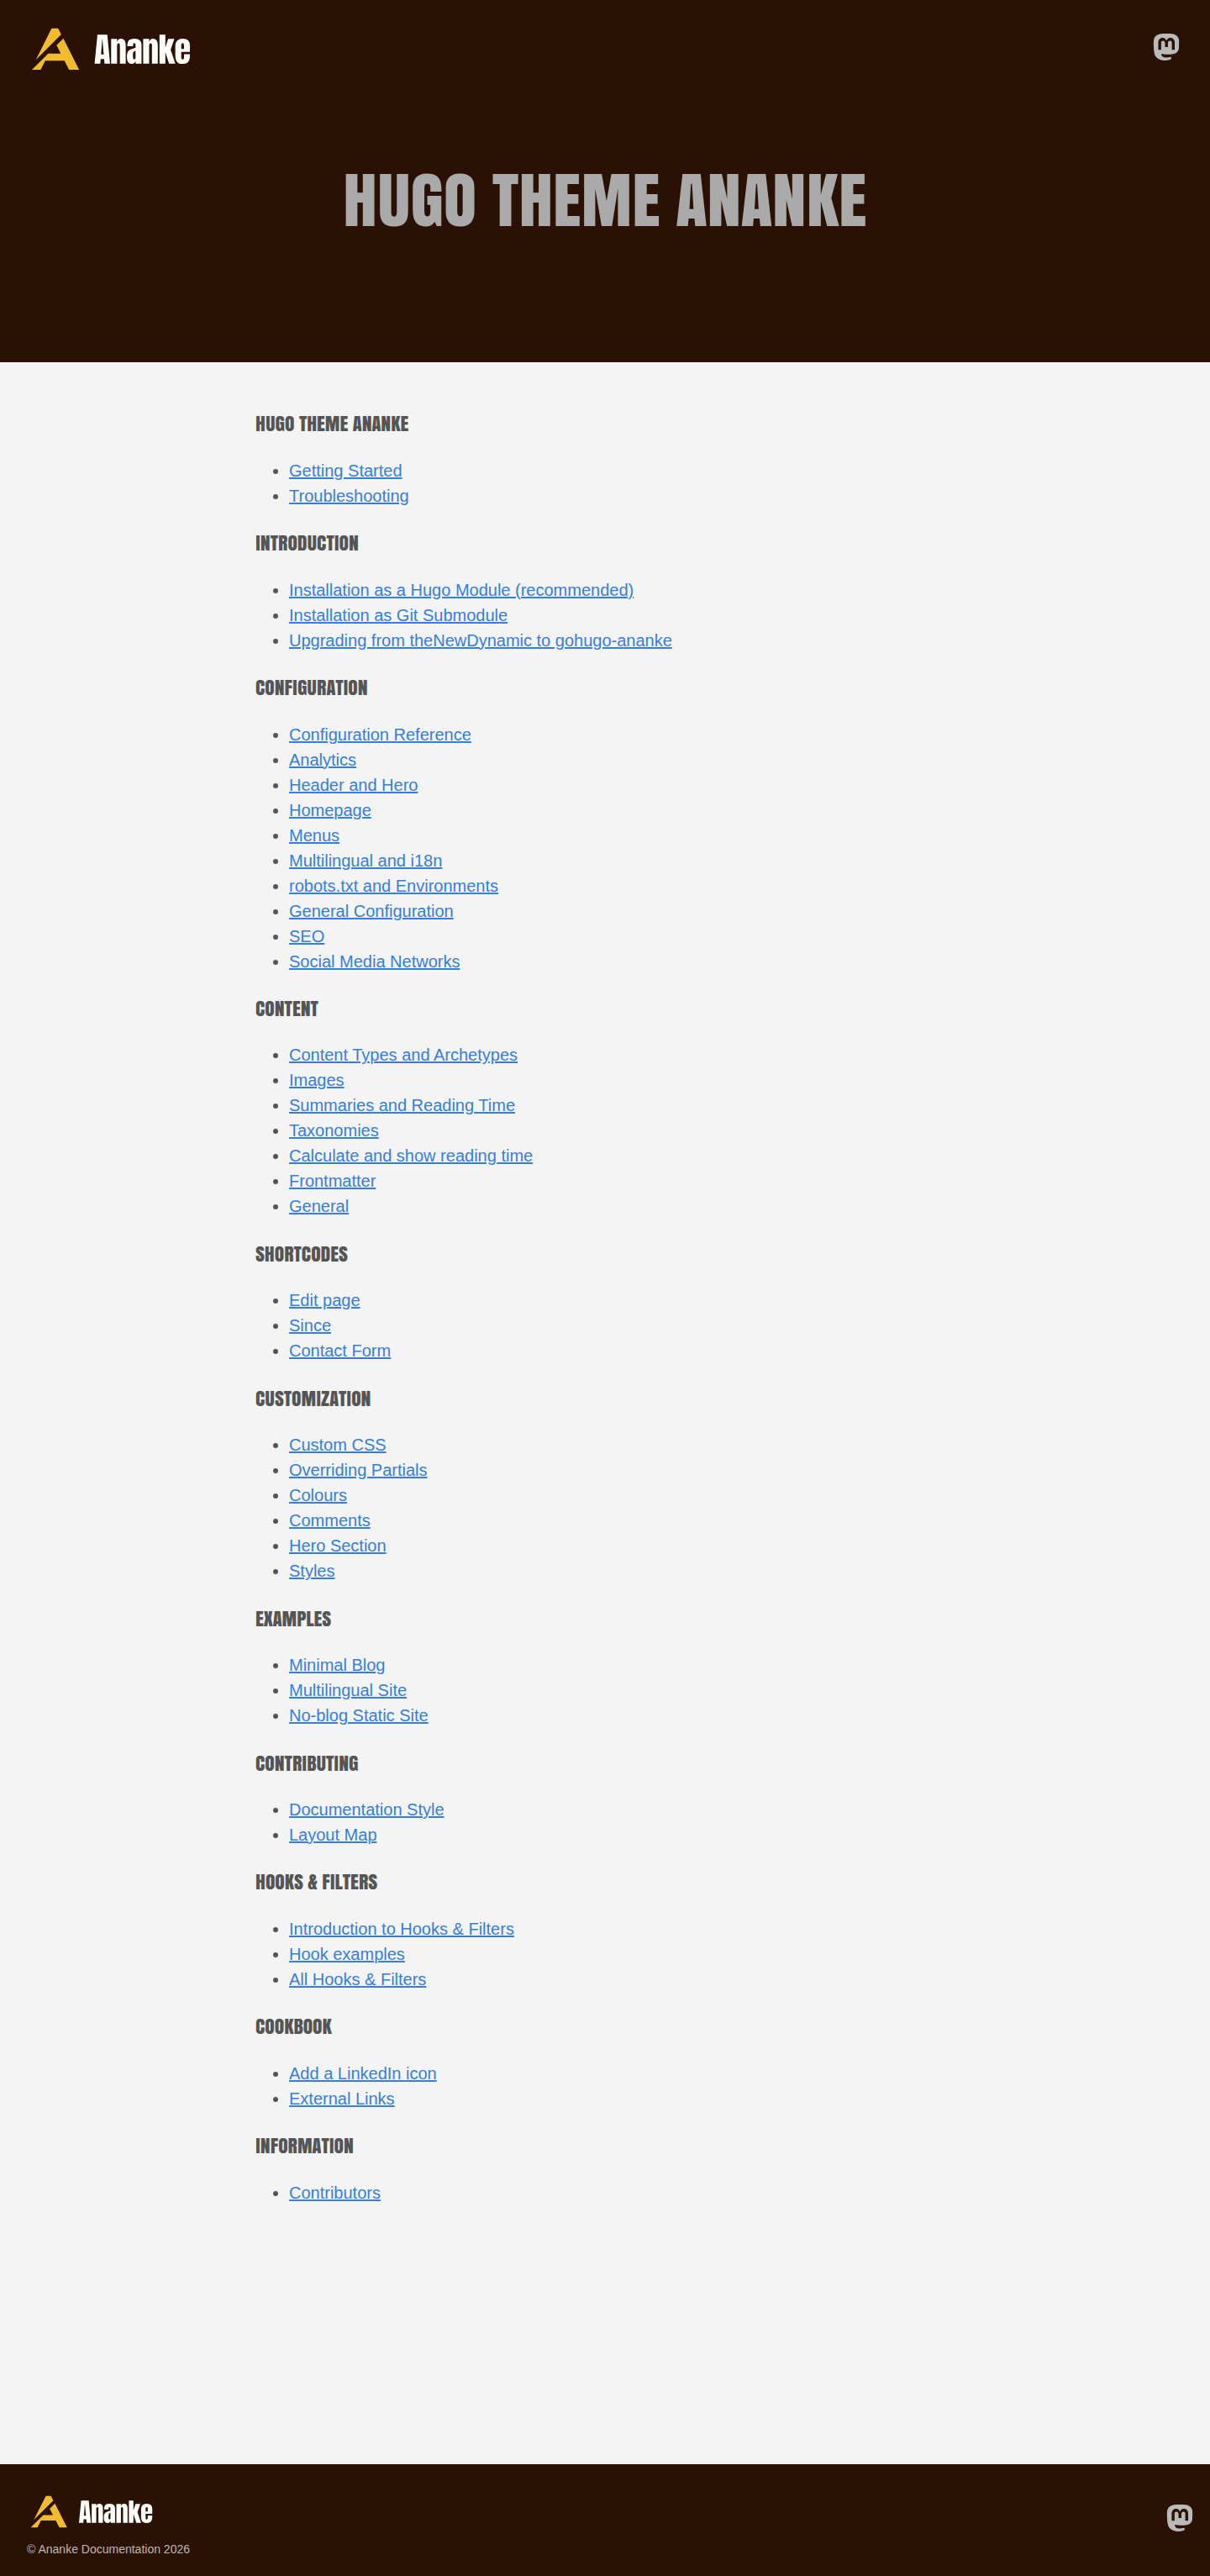 Ananke
HUGO THEME ANANKE
HUGO THEME ANANKE
Getting Started
Troubleshooting
INTRODUCTION
Installation as a Hugo Module (recommended)
Installation as Git Submodule
Upgrading from theNewDynamic to gohugo-ananke
CONFIGURATION
Configuration Reference
Analytics
Header and Hero
Homepage
Menus
Multilingual and i18n
robots.txt and Environments
General Configuration
SEO
Social Media Networks
CONTENT
Content Types and Archetypes
Images
Summaries and Reading Time
Taxonomies
Calculate and show reading time
Frontmatter
General
SHORTCODES
Edit page
Since
Contact Form
CUSTOMIZATION
Custom CSS
Overriding Partials
Colours
Comments
Hero Section
Styles
EXAMPLES
Minimal Blog
Multilingual Site
No-blog Static Site
CONTRIBUTING
Documentation Style
Layout Map
HOOKS & FILTERS
Introduction to Hooks & Filters
Hook examples
All Hooks & Filters
COOKBOOK
Add a LinkedIn icon
External Links
INFORMATION
Contributors
Ananke
© Ananke Documentation 2026